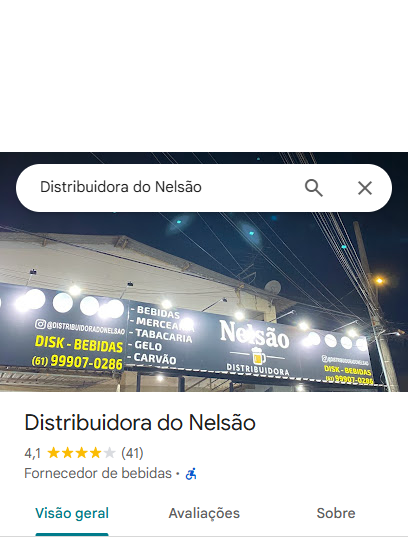 Distribuidora do Nelsão
@DISTRIBUIDORADONELSAO
DISK - BEBIDAS
(61) 99907-0286
- BEBIDAS
- MERCEARIA
- TABACARIA
- GELO
- CARVÃO
Nelsão
DISTRIBUIDORA
@DISTRIBUIDORADONELSAO
DISK - BEBIDAS
(61) 99907-0286
Distribuidora do Nelsão
4,1 (41)
Fornecedor de bebidas ·
Visão geral
Avaliações
Sobre